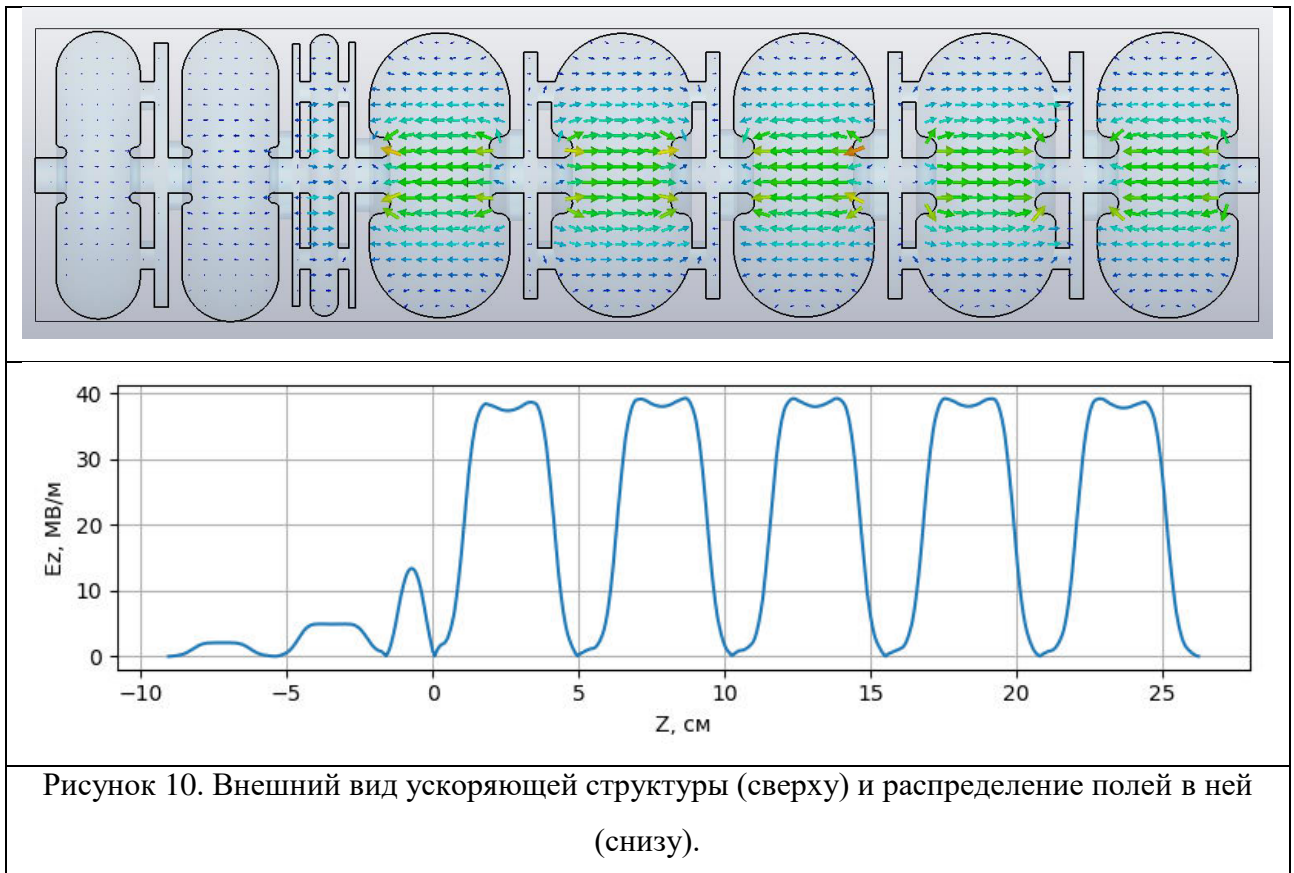 40
30
20
10
0
Ez, МВ/м
−10 −5 0 5 10 15 20 25
Z, см
Рисунок 10. Внешний вид ускоряющей структуры (сверху) и распределение полей в ней
(снизу).